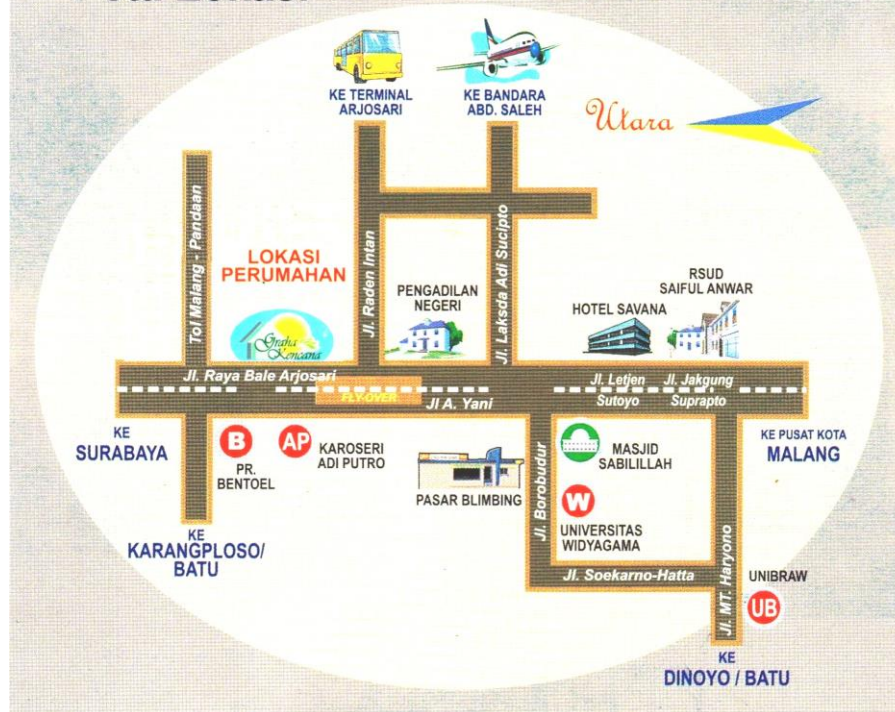 KE TERMINAL
ARJOSARI
KE BANDARA
ABD. SALEH
Utara
Tol Malang - Pandaan
LOKASI
PERUMAHAN
Graha
Kencana
Jl. Raden Intan
PENGADILAN
NEGERI
Jl. Laksda Adi Sucipto
HOTEL SAVANA
RSUD
SAIFUL ANWAR
Jl. Raya Bale Arjosari
FLY-OVER
Jl A. Yani
Jl. Letjen
Sutoyo
Jl. Jakgung
Suprapto
KE
SURABAYA
B
PR.
BENTOEL
AP
KAROSERI
ADI PUTRO
PASAR BLIMBING
Jl. Borobudur
MASJID
SABILILLAH
W
UNIVERSITAS
WIDYAGAMA
KE PUSAT KOTA
MALANG
KE
KARANGPLOSO/
BATU
Jl. Soekarno-Hatta
Jl. MT. Haryono
UNIBRAW
UB
KE
DINOYO / BATU